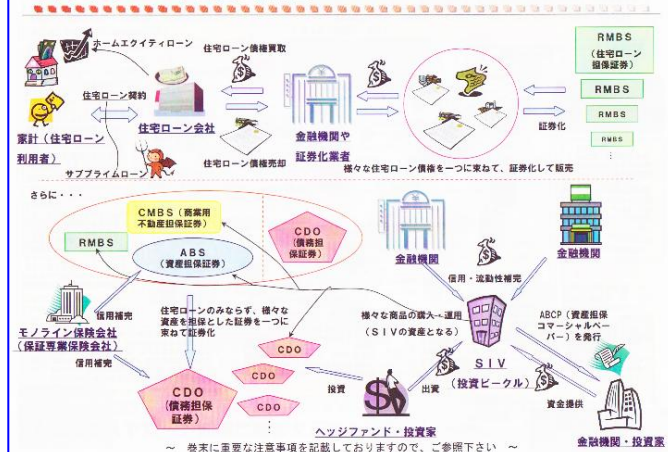 ホームエクイティローン
住宅ローン債権買取
住宅ローン契約
住宅ローン会社
家計（住宅ローン
利用者）
サブプライムローン
住宅ローン債権売却
金融機関や
証券化業者
様々な住宅ローン債権を一つに束ねて、証券化して販売
証券化
RMBS
（住宅ローン
担保証券）
RMBS
RMBS
RMBS
⋮
さらに・・・
CMBS（商業用
不動産担保証券）
RMBS
ABS
（資産担保証券）
CDO
（債務担
保証券）
金融機関
金融機関
信用・流動性補完
信用補完
モノライン保険会社
（保証専業保険会社）
信用補完
住宅ローンのみならず、様々な
資産を担保とした証券を一つに
束ねて証券化
様々な商品の購入・運用
（ＳＩＶの資産となる）
ABCP（資産担保
コマーシャルペー
パー）を発行
CDO
CDO
CDO
⋮
CDO
（債務担保
証券）
投資
出資
SIV
（投資ビークル）
資金提供
ヘッジファンド・投資家
金融機関・投資家
～ 巻末に重要な注意事項を記載しておりますので、ご参照下さい ～